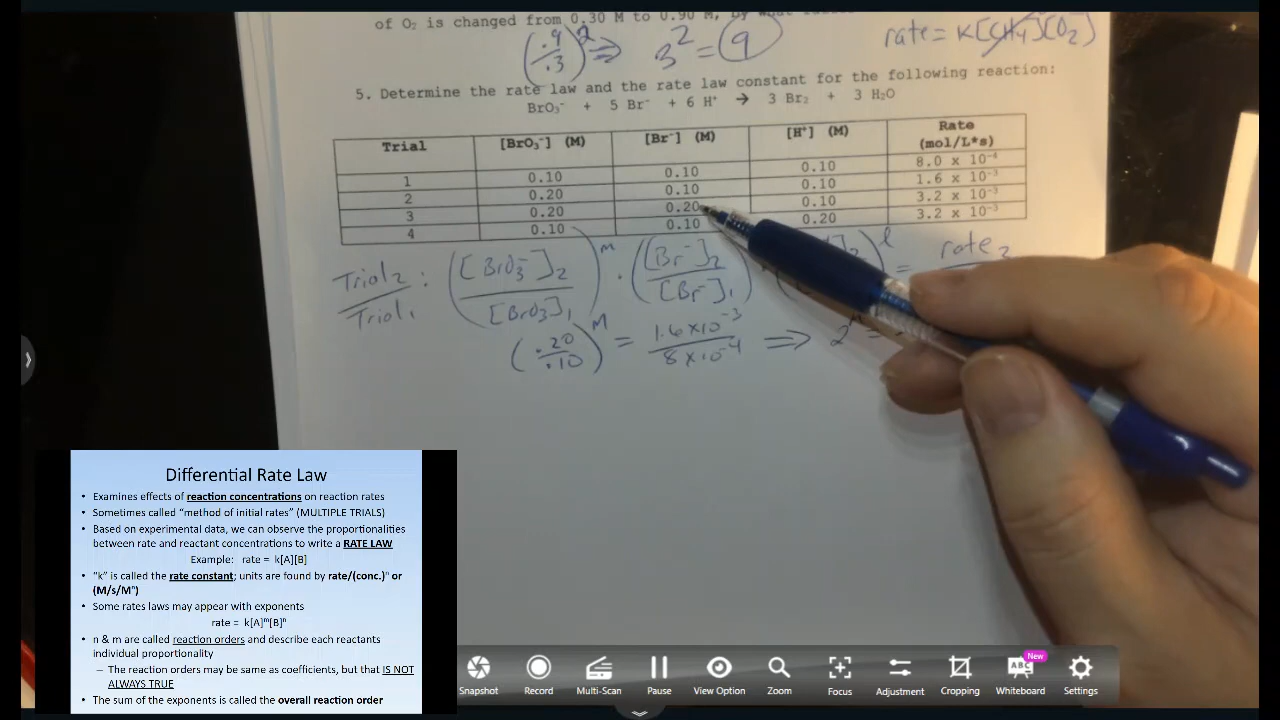 of O₂ is changed from 0.30 M to 0.90 M, by what
(.9/.3)² ⇒ 3² = 9
rate = k[CH₄][O₂]
5. Determine the rate law and the rate law constant for the following reaction:
BrO₃⁻ + 5 Br⁻ + 6 H⁺ → 3 Br₂ + 3 H₂O
Trial [BrO₃⁻] (M) [Br⁻] (M) [H⁺] (M) Rate (mol/L*s)
1 0.10 0.10 0.10 8.0 x 10⁻⁴
2 0.20 0.10 0.10 1.6 x 10⁻³
3 0.20 0.20 0.10 3.2 x 10⁻³
4 0.10 0.10 0.20 3.2 x 10⁻³
Trial₂/Trial₁ : ([BrO₃⁻]₂/[BrO₃⁻]₁)ᵐ · ([Br⁻]₂/[Br⁻]₁) ]₂ l = rate₂
(.20/.10)ᴹ = 1.6 x 10⁻³/8 x 10⁻⁴ ⇒ 2ᵐ =
Differential Rate Law
• Examines effects of reaction concentrations on reaction rates
• Sometimes called "method of initial rates" (MULTIPLE TRIALS)
• Based on experimental data, we can observe the proportionalities
between rate and reactant concentrations to write a RATE LAW
Example: rate = k[A][B]
• "k" is called the rate constant; units are found by rate/(conc.)ⁿ or
(M/s/Mⁿ)
• Some rates laws may appear with exponents
rate = k[A]ᵐ[B]ⁿ
• n & m are called reaction orders and describe each reactants
individual proportionality
– The reaction orders may be same as coefficients, but that IS NOT
ALWAYS TRUE
• The sum of the exponents is called the overall reaction order
New
Snapshot Record Multi-Scan Pause View Option Zoom Focus Adjustment Cropping ABC Whiteboard Settings